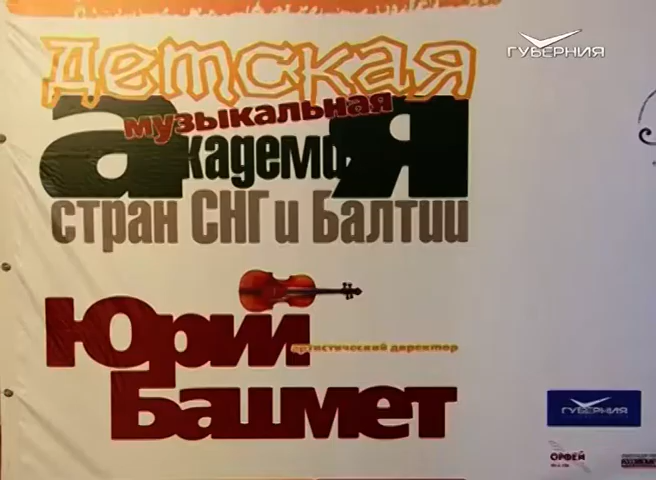 ГУБЕРНИЯ
Детская
музыкальная
академия
стран СНГ и Балтии
Юрий
артистический директор
Башмет
ГУБЕРНИЯ
ОРФЕЙ